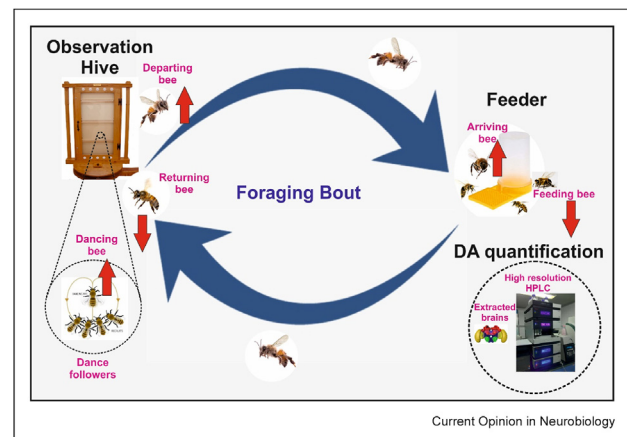 Observation
Hive
Departing
bee
Returning
bee
Dancing
bee
Dance
followers
Foraging Bout
Feeder
Arriving
bee
Feeding bee
DA quantification
High resolution
HPLC
Extracted
brains
Current Opinion in Neurobiology